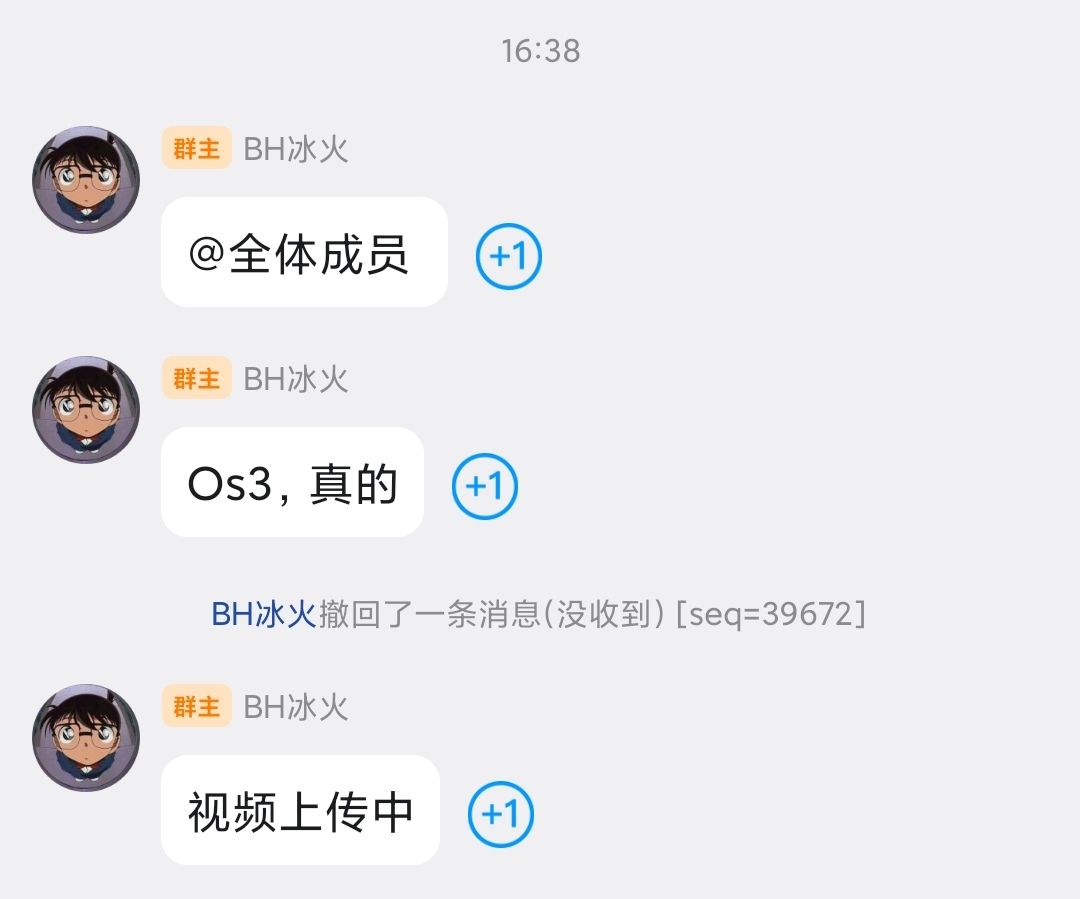 16:38
群主 BH冰火
@全体成员 +1
群主 BH冰火
Os3，真的 +1
BH冰火撤回了一条消息(没收到) [seq=39672]
群主 BH冰火
视频上传中 +1